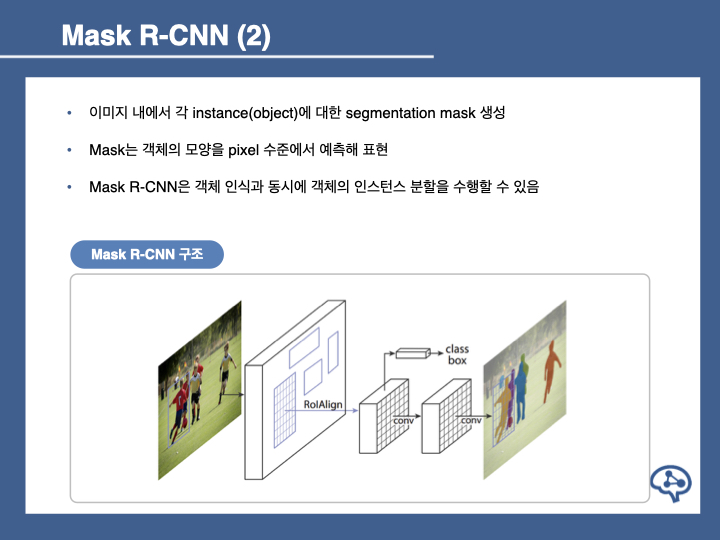 Mask R-CNN (2)
• 이미지 내에서 각 instance(object)에 대한 segmentation mask 생성
• Mask는 객체의 모양을 pixel 수준에서 예측해 표현
• Mask R-CNN은 객체 인식과 동시에 객체의 인스턴스 분할을 수행할 수 있음
Mask R-CNN 구조
RoIAlign
class
box
conv
conv